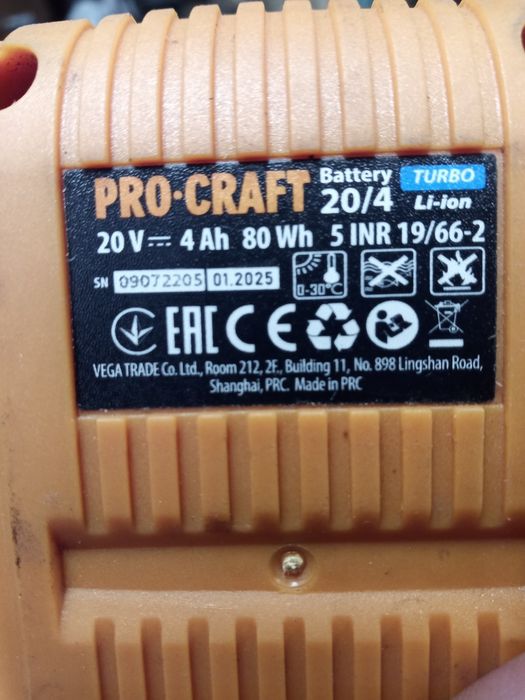 PRO·CRAFT Battery 20/4 TURBO Li-ion
20 V 4 Ah 80 Wh 5 INR 19/66-2
SN 09072205 01.2025 0-30°C
EAC CE
VEGA TRADE Co. Ltd., Room 212, 2F., Building 11, No. 898 Lingshan Road,
Shanghai, PRC. Made in PRC